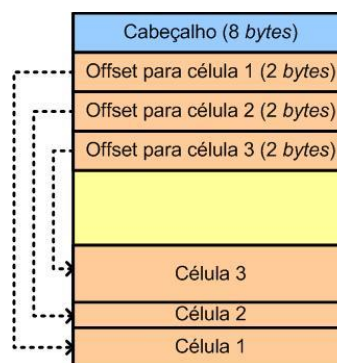 Cabeçalho (8 bytes)
Offset para célula 1 (2 bytes)
Offset para célula 2 (2 bytes)
Offset para célula 3 (2 bytes)
Célula 3
Célula 2
Célula 1